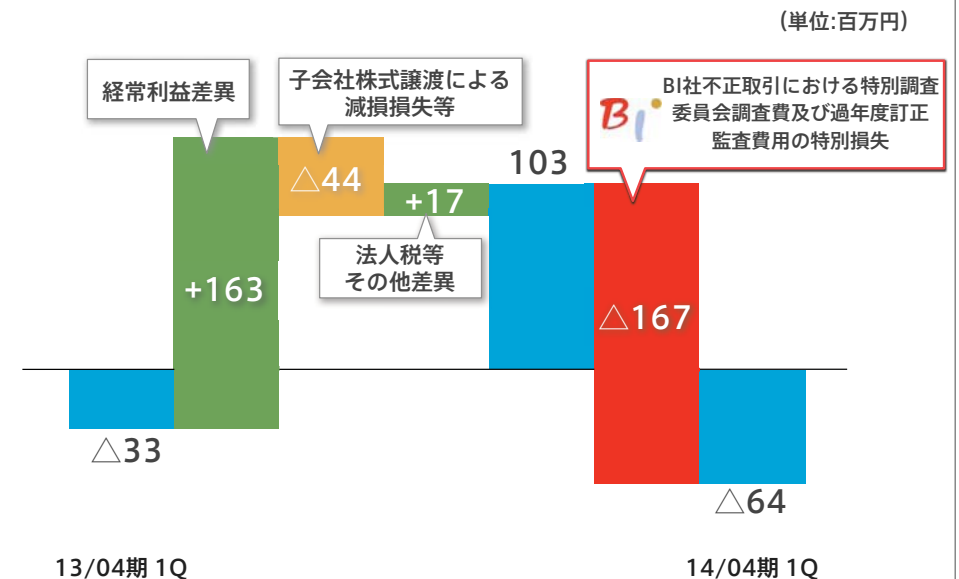 (単位:百万円)
経常利益差異
子会社株式譲渡による
減損損失等
BI
BI社不正取引における特別調査
委員会調査費及び過年度訂正
監査費用の特別損失
103
△44
+17
法人税等
その他差異
+163
△167
△33
△64
13/04期 1Q
14/04期 1Q